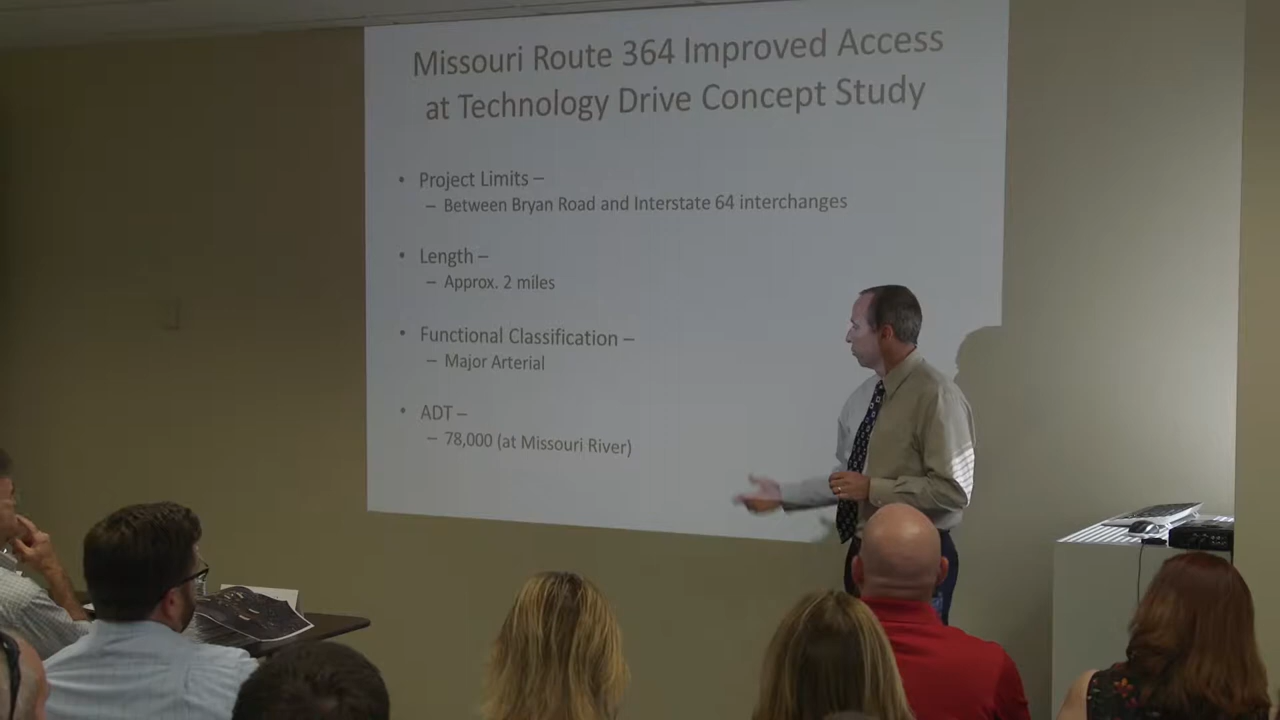 Missouri Route 364 Improved Access
at Technology Drive Concept Study
• Project Limits –
– Between Bryan Road and Interstate 64 interchanges
• Length –
– Approx. 2 miles
• Functional Classification –
– Major Arterial
• ADT –
– 78,000 (at Missouri River)